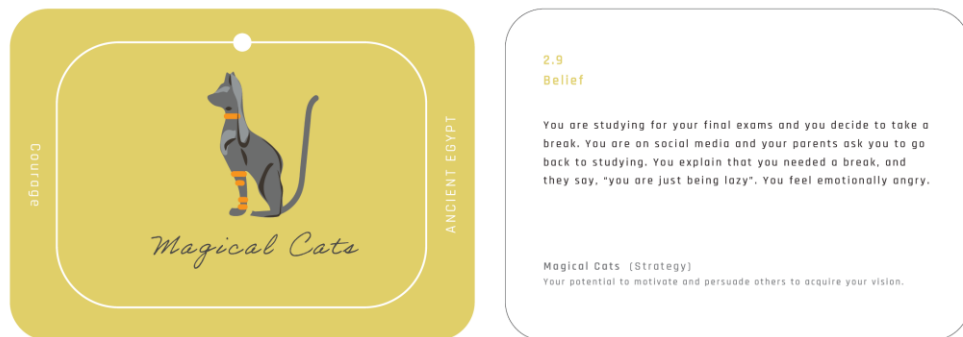 Courage
Magical Cats
ANCIENT EGYPT
2.9
Belief
You are studying for your final exams and you decide to take a
break. You are on social media and your parents ask you to go
back to studying. You explain that you needed a break, and
they say, "you are just being lazy". You feel emotionally angry.
Magical Cats (Strategy)
Your potential to motivate and persuade others to acquire your vision.